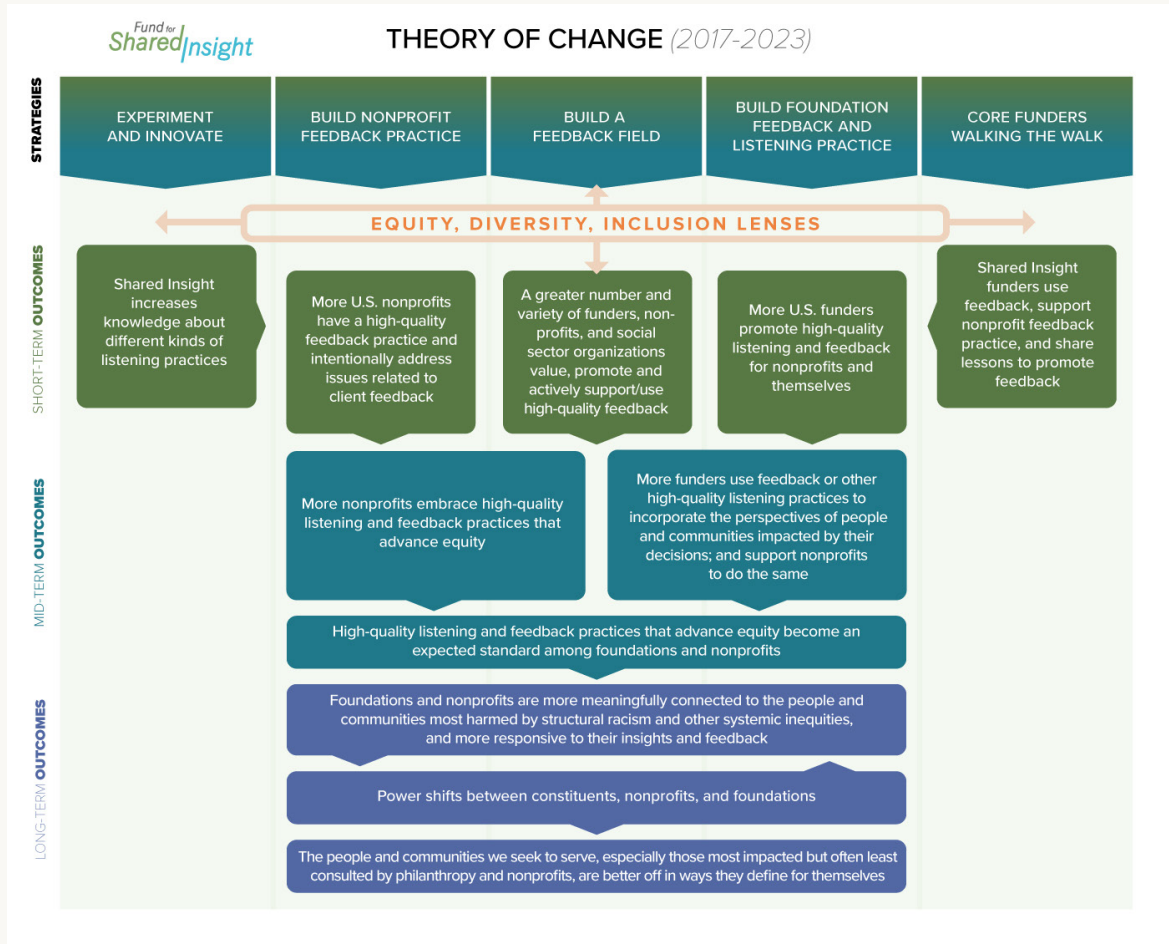 Fund for
Shared Insight
THEORY OF CHANGE (2017-2023)
STRATEGIES
EXPERIMENT
AND INNOVATE
BUILD NONPROFIT
FEEDBACK PRACTICE
BUILD A
FEEDBACK FIELD
BUILD FOUNDATION
FEEDBACK AND
LISTENING PRACTICE
CORE FUNDERS
WALKING THE WALK
EQUITY, DIVERSITY, INCLUSION LENSES
SHORT-TERM OUTCOMES
Shared Insight
increases
knowledge about
different kinds of
listening practices
More U.S. nonprofits
have a high-quality
feedback practice and
intentionally address
issues related to
client feedback
A greater number and
variety of funders, non-
profits, and social
sector organizations
value, promote and
actively support/use
high-quality feedback
More U.S. funders
promote high-quality
listening and feedback
for nonprofits and
themselves
Shared Insight
funders use
feedback, support
nonprofit feedback
practice, and share
lessons to promote
feedback
MID-TERM OUTCOMES
More nonprofits embrace high-quality
listening and feedback practices that
advance equity
More funders use feedback or other
high-quality listening practices to
incorporate the perspectives of people
and communities impacted by their
decisions; and support nonprofits
to do the same
High-quality listening and feedback practices that advance equity become an
expected standard among foundations and nonprofits
LONG-TERM OUTCOMES
Foundations and nonprofits are more meaningfully connected to the people and
communities most harmed by structural racism and other systemic inequities,
and more responsive to their insights and feedback
Power shifts between constituents, nonprofits, and foundations
The people and communities we seek to serve, especially those most impacted but often least
consulted by philanthropy and nonprofits, are better off in ways they define for themselves